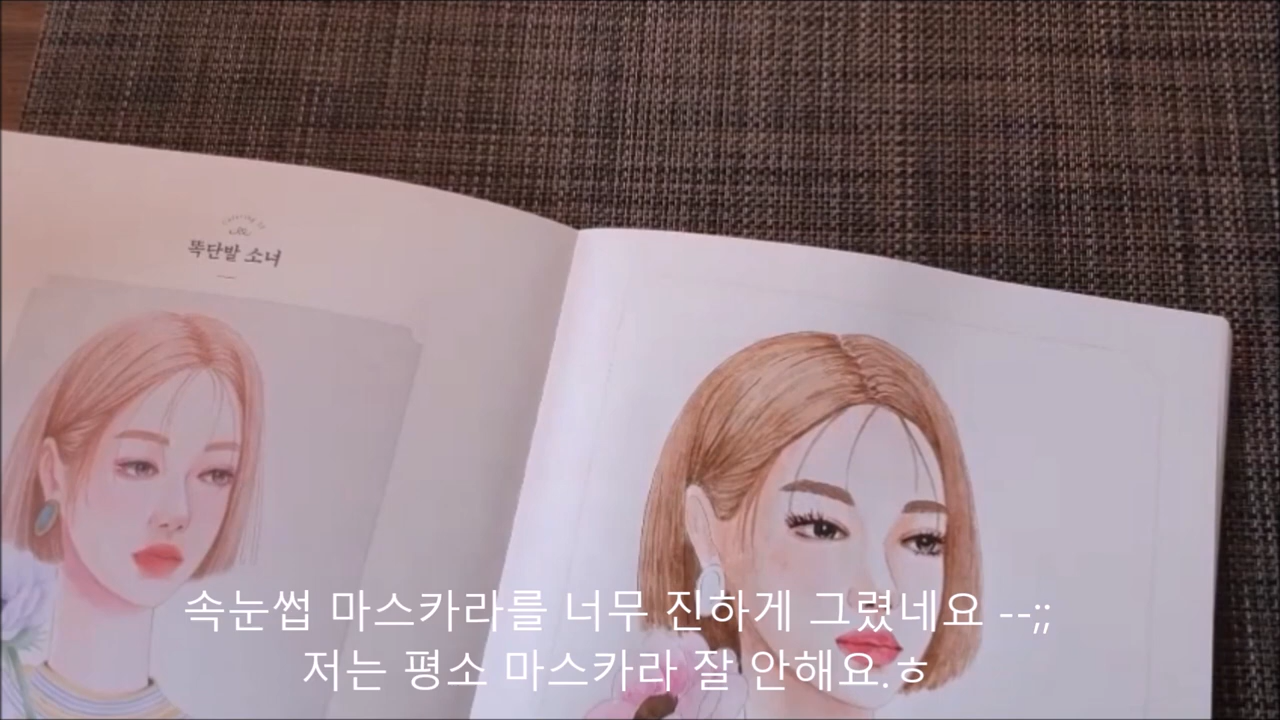 똑단발 소녀
속눈썹 마스카라를 너무 진하게 그렸네요 --;;
저는 평소 마스카라 잘 안해요.ㅎ